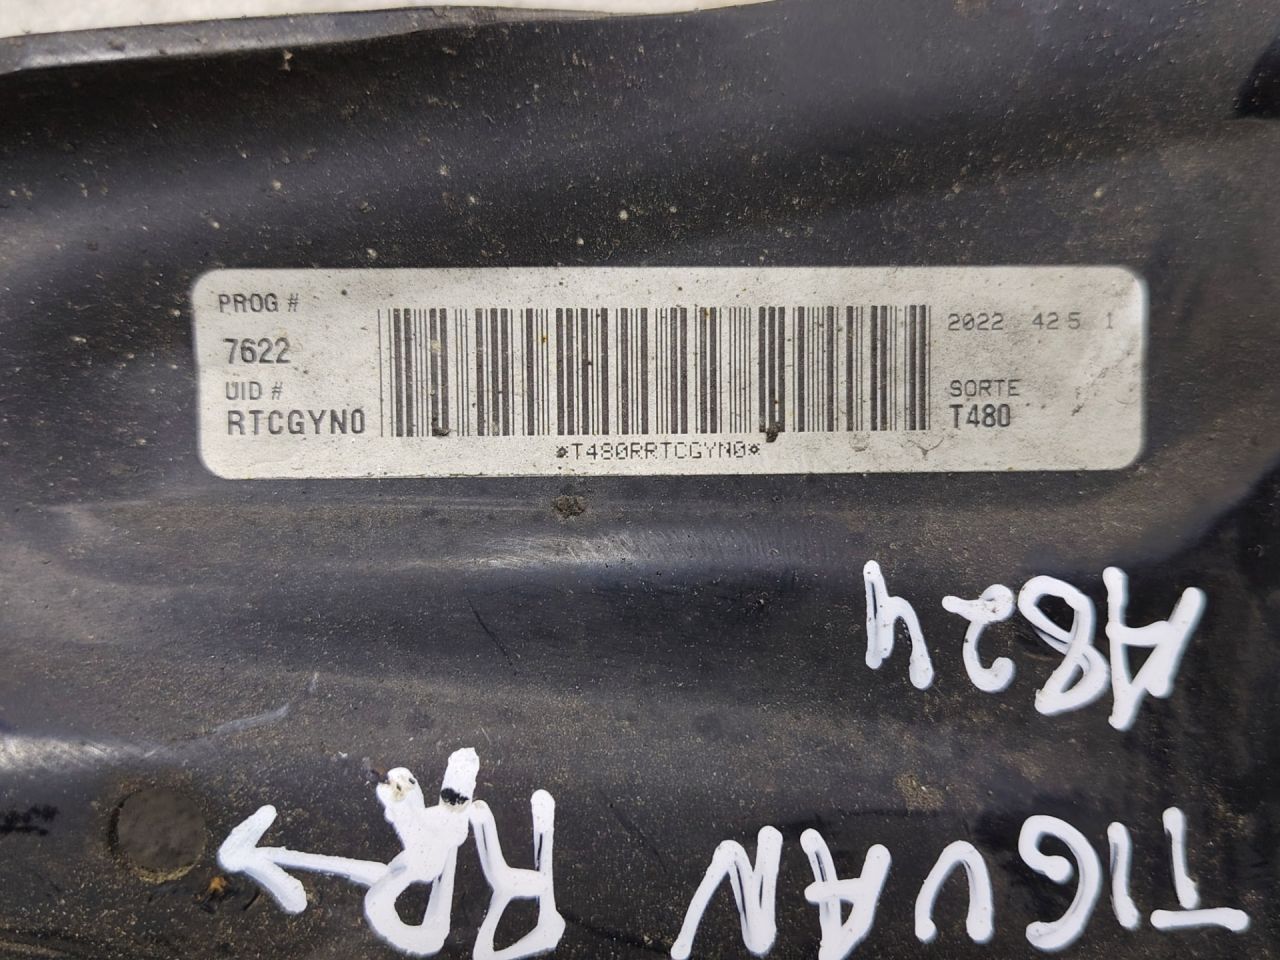 PROG #
7622
UID #
RTCGYN0
*T480RRTCGYN0*
2022 42 5 1
SORTE
T480
A824
TIGUAN RR